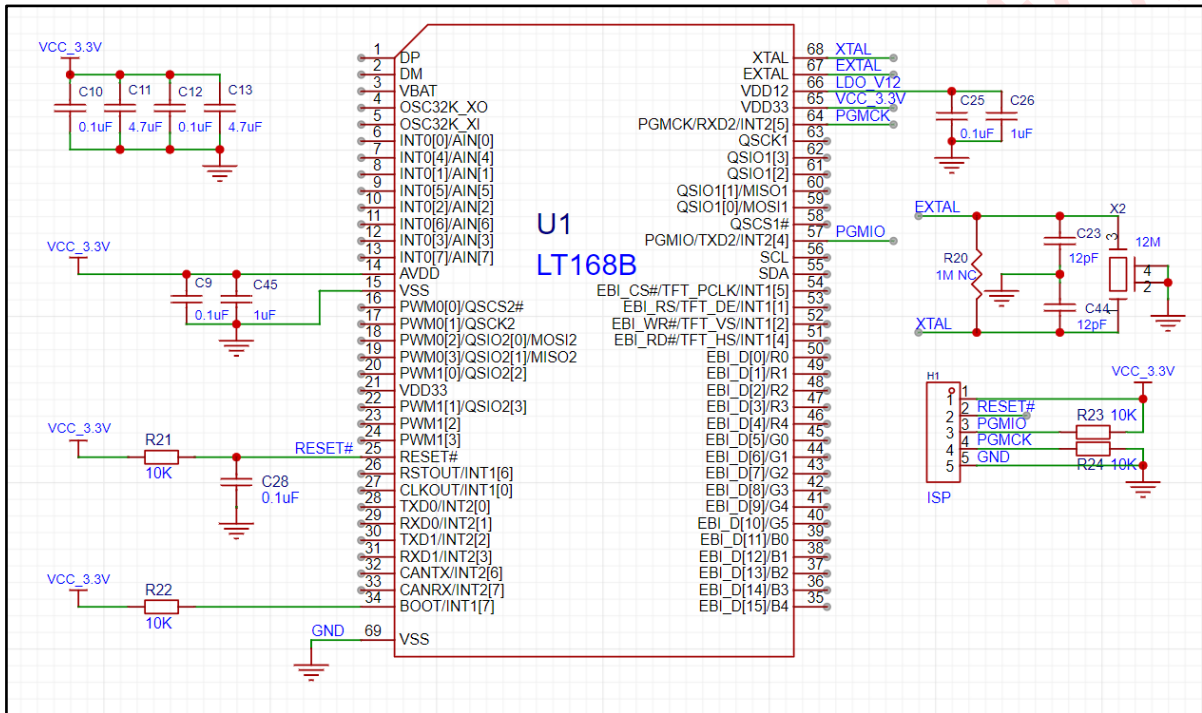 VCC_3.3V
C10
C11
C12
C13
0.1uF
4.7uF
0.1uF
4.7uF
VCC_3.3V
C9
C45
0.1uF
1uF
VCC_3.3V
R21
10K
RESET#
C28
0.1uF
VCC_3.3V
R22
10K
GND
U1
LT168B
1 DP
2 DM
3 VBAT
4 OSC32K_XO
5 OSC32K_XI
6 INT0[0]/AIN[0]
7 INT0[4]/AIN[4]
8 INT0[1]/AIN[1]
9 INT0[5]/AIN[5]
10 INT0[2]/AIN[2]
11 INT0[6]/AIN[6]
12 INT0[3]/AIN[3]
13 INT0[7]/AIN[7]
14 AVDD
15 VSS
16 PWM0[0]/QSCS2#
17 PWM0[1]/QSCK2
18 PWM0[2]/QSIO2[0]/MOSI2
19 PWM0[3]/QSIO2[1]/MISO2
20 PWM1[0]/QSIO2[2]
21 VDD33
22 PWM1[1]/QSIO2[3]
23 PWM1[2]
24 PWM1[3]
25 RESET#
26 RSTOUT/INT1[6]
27 CLKOUT/INT1[0]
28 TXD0/INT2[0]
29 RXD0/INT2[1]
30 TXD1/INT2[2]
31 RXD1/INT2[3]
32 CANTX/INT2[6]
33 CANRX/INT2[7]
34 BOOT/INT1[7]
69 VSS
XTAL 68 XTAL
EXTAL 67 EXTAL
VDD12 66 LDO_V12
VDD33 65 VCC_3.3V
PGMCK/RXD2/INT2[5] 64 PGMCK
QSCK1 63
QSIO1[3] 62
QSIO1[2] 61
QSIO1[1]/MISO1 60
QSIO1[0]/MOSI1 59
QSCS1# 58
PGMIO/TXD2/INT2[4] 57 PGMIO
SCL 56
SDA 55
EBI_CS#/TFT_PCLK/INT1[5] 54
EBI_RS/TFT_DE/INT1[1] 53
EBI_WR#/TFT_VS/INT1[2] 52
EBI_RD#/TFT_HS/INT1[4] 51
EBI_D[0]/R0 50
EBI_D[1]/R1 49
EBI_D[2]/R2 48
EBI_D[3]/R3 47
EBI_D[4]/R4 46
EBI_D[5]/G0 45
EBI_D[6]/G1 44
EBI_D[7]/G2 43
EBI_D[8]/G3 42
EBI_D[9]/G4 41
EBI_D[10]/G5 40
EBI_D[11]/B0 39
EBI_D[12]/B1 38
EBI_D[13]/B2 37
EBI_D[14]/B3 36
EBI_D[15]/B4 35
C25
C26
0.1uF
1uF
EXTAL
X2
C23
12pF
3
12M
R20
1M NC
4
2
C44
12pF
1
XTAL
H1
VCC_3.3V
1 1
2 2 RESET#
3 3 PGMIO
R23 10K
4 4 PGMCK
R24 10K
5 5 GND
ISP